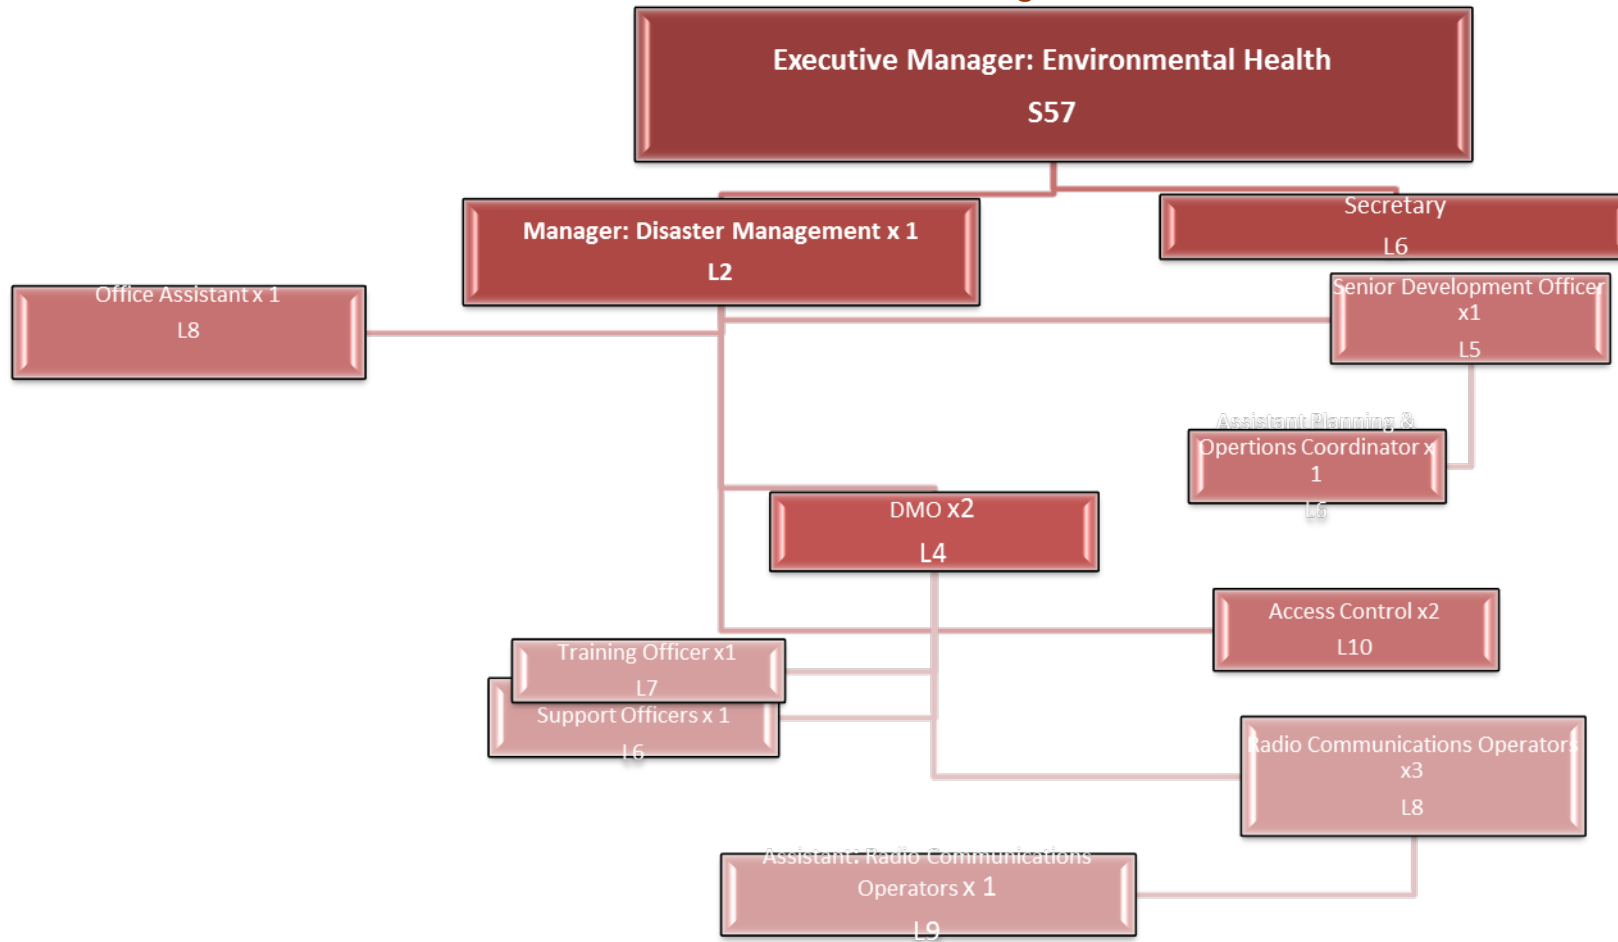 Executive Manager: Environmental Health
S57
Manager: Disaster Management x 1
L2
Secretary
L6
Office Assistant x 1
L8
Senior Development Officer
x1
L5
Assistant Planning &
Opertions Coordinator x
1
L6
DMO x2
L4
Access Control x2
L10
Training Officer x1
L7
Support Officers x 1
L6
Radio Communications Operators
x3
L8
Assistant: Radio Communications
Operators x 1
L9